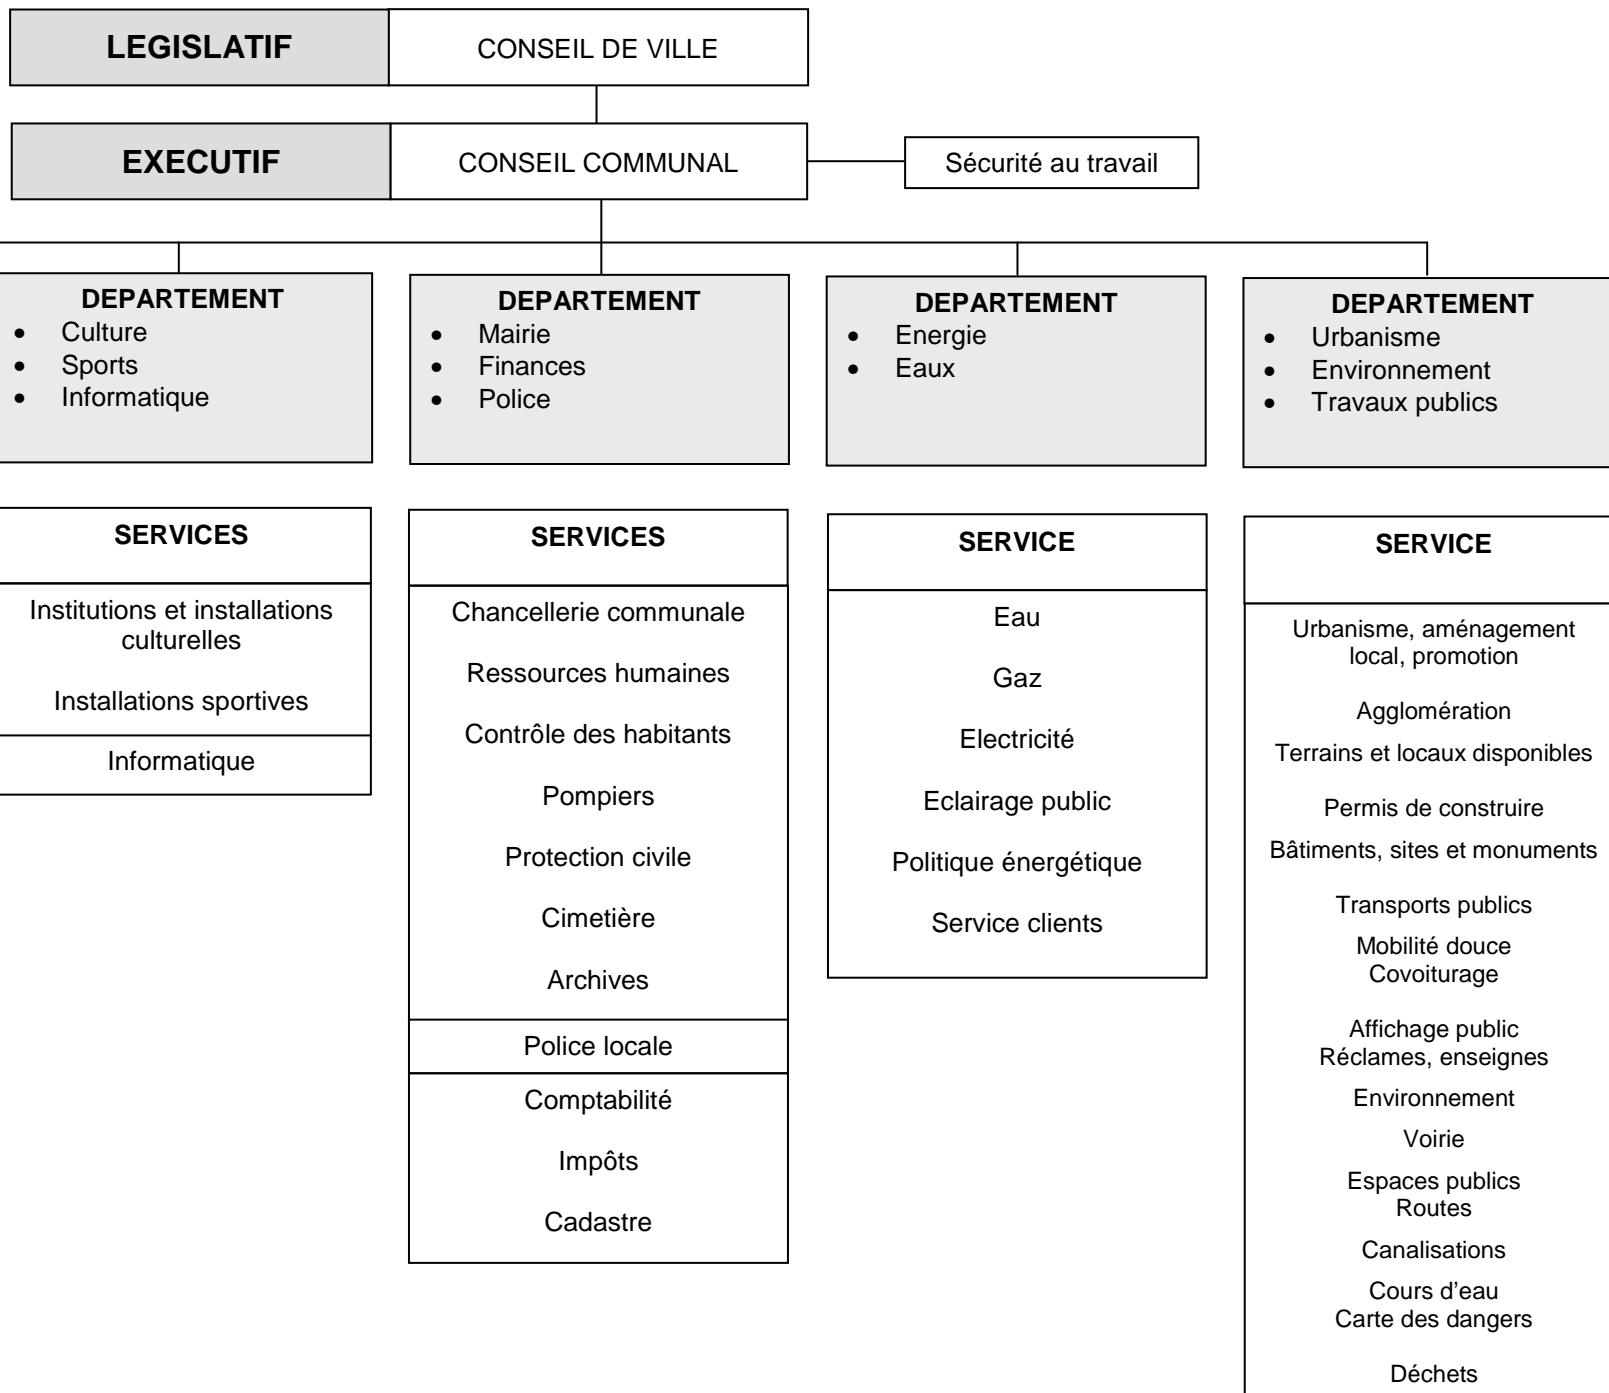 LEGISLATIF
CONSEIL DE VILLE
EXECUTIF
CONSEIL COMMUNAL
Sécurité au travail
DEPARTEMENT
• Culture
• Sports
• Informatique
DEPARTEMENT
• Mairie
• Finances
• Police
DEPARTEMENT
• Energie
• Eaux
DEPARTEMENT
• Urbanisme
• Environnement
• Travaux publics
SERVICES
Institutions et installations
culturelles
Installations sportives
Informatique
SERVICES
Chancellerie communale
Ressources humaines
Contrôle des habitants
Pompiers
Protection civile
Cimetière
Archives
Police locale
Comptabilité
Impôts
Cadastre
SERVICE
Eau
Gaz
Electricité
Eclairage public
Politique énergétique
Service clients
SERVICE
Urbanisme, aménagement
local, promotion
Agglomération
Terrains et locaux disponibles
Permis de construire
Bâtiments, sites et monuments
Transports publics
Mobilité douce
Covoiturage
Affichage public
Réclames, enseignes
Environnement
Voirie
Espaces publics
Routes
Canalisations
Cours d’eau
Carte des dangers
Déchets